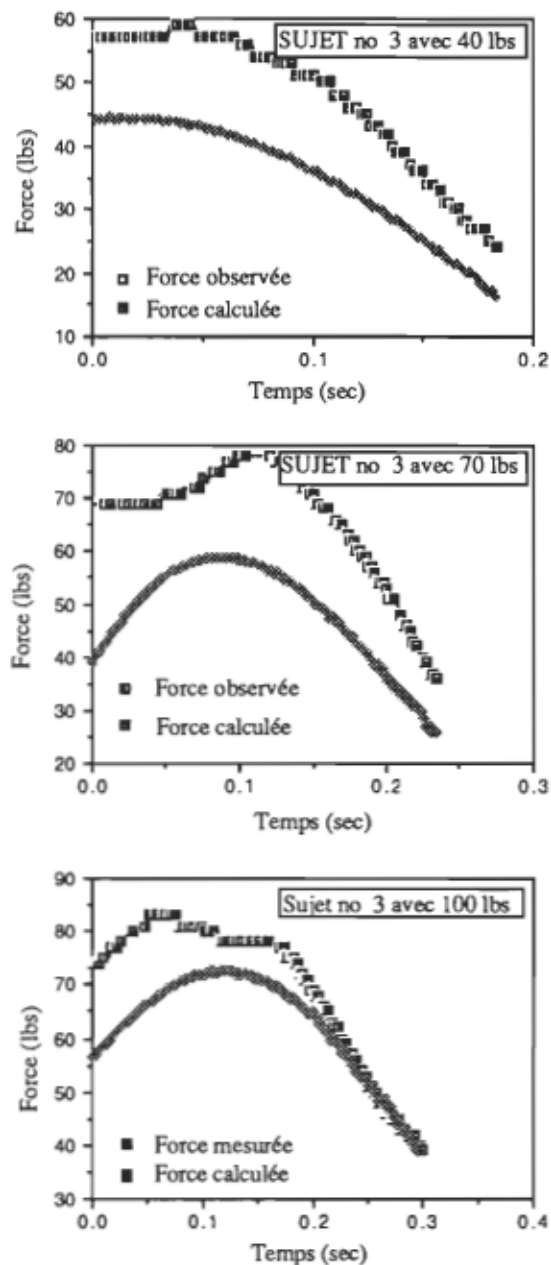 60
SUJET no 3 avec 40 lbs
50
40
30
20
10
Force (lbs)
Force observée
Force calculée
0.0 0.1 0.2
Temps (sec)
80
SUJET no 3 avec 70 lbs
70
60
50
40
30
20
Force (lbs)
Force observée
Force calculée
0.0 0.1 0.2 0.3
Temps (sec)
90
Sujet no 3 avec 100 lbs
80
70
60
50
40
30
Force (lbs)
Force mesurée
Force calculée
0.0 0.1 0.2 0.3 0.4
Temps (sec)